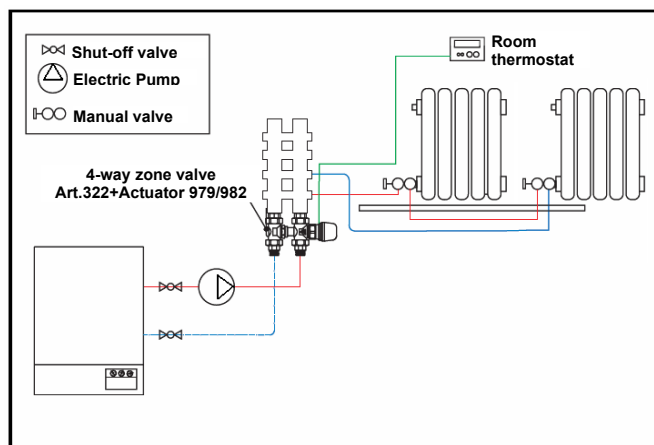 Shut-off valve
Electric Pump
Manual valve
Room
thermostat
4-way zone valve
Art.322+Actuator 979/982